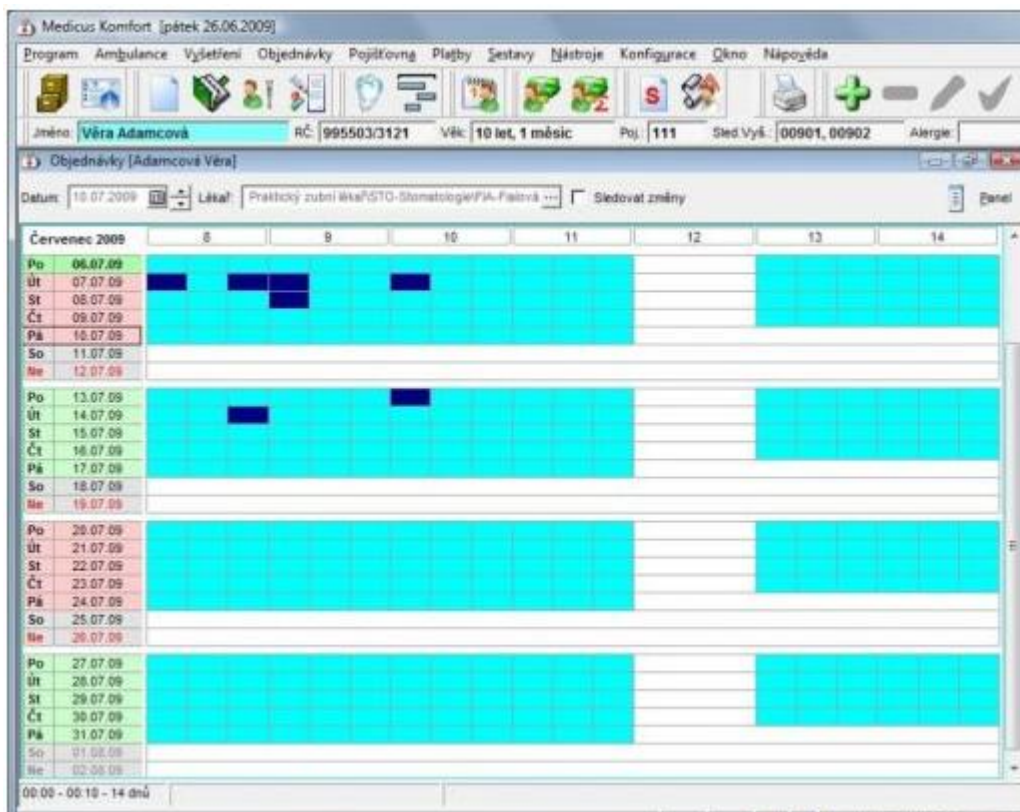 Medicus Komfort [pátek 26.06.2009]
Program Ambulance Vyšetření Objednávky Pojišťovna Platby Sestavy Nástroje Konfigurace Okno Nápověda
Jméno: Věra Adamcová RČ: 995503/3121 Věk: 10 let, 1 měsíc Poj. 111 Sled.Vyš.: 00901, 00902 Alergie:
Objednávky [Adamcová Věra]
Datum: 10.07.2009 Lékař: Praktický zubní lékař\STO-Stomatologie\FIA-Fialová ... Sledovat změny Panel
Červenec 2009 8 9 10 11 12 13 14
Po 06.07.09
Út 07.07.09
St 08.07.09
Čt 09.07.09
Pá 10.07.09
So 11.07.09
Ne 12.07.09
Po 13.07.09
Út 14.07.09
St 15.07.09
Čt 16.07.09
Pá 17.07.09
So 18.07.09
Ne 19.07.09
Po 20.07.09
Út 21.07.09
St 22.07.09
Čt 23.07.09
Pá 24.07.09
So 25.07.09
Ne 26.07.09
Po 27.07.09
Út 28.07.09
St 29.07.09
Čt 30.07.09
Pá 31.07.09
So 01.08.09
Ne 02.08.09
00:00 - 00:10 - 14 dnů